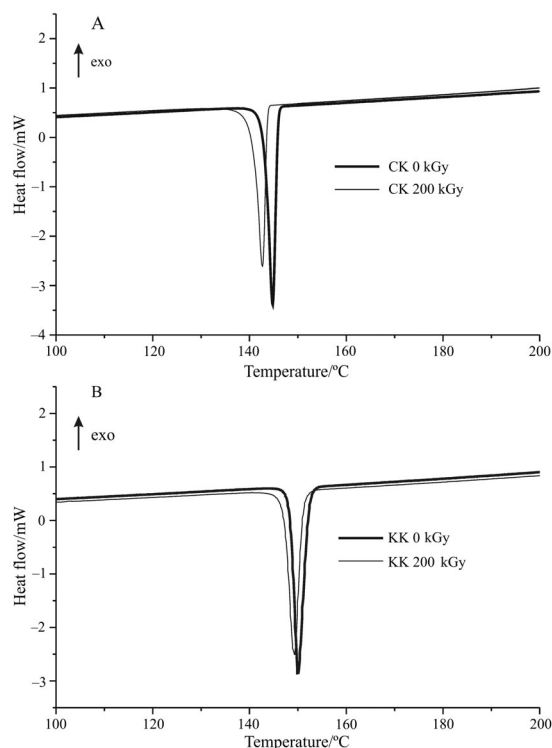 A
2
exo
1
0
–1
–2
–3
–4
Heat flow/mW
CK 0 kGy
CK 200 kGy
100 120 140 160 180 200
Temperature/ºC
B
2
exo
1
0
–1
–2
–3
Heat flow/mW
KK 0 kGy
KK 200 kGy
100 120 140 160 180 200
Temperature/ºC